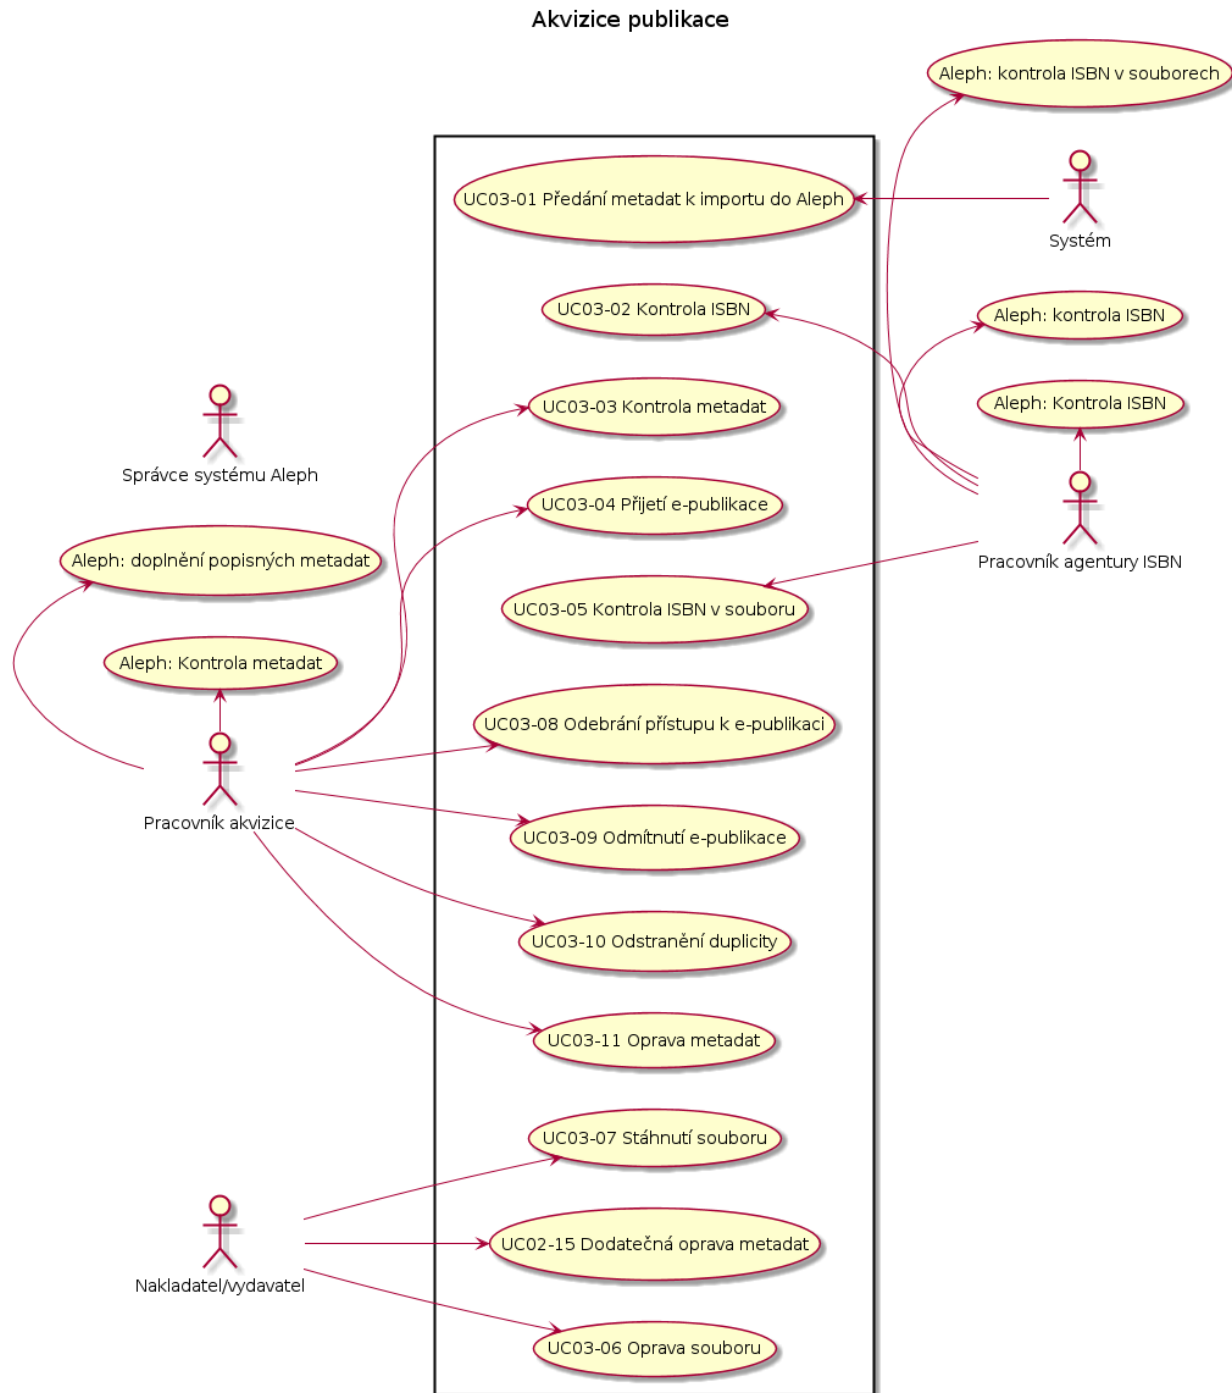 Akvizice publikace
Aleph: kontrola ISBN v souborech
UC03-01 Předání metadat k importu do Aleph
Systém
UC03-02 Kontrola ISBN
Aleph: kontrola ISBN
UC03-03 Kontrola metadat
Aleph: Kontrola ISBN
Správce systému Aleph
UC03-04 Přijetí e-publikace
Aleph: doplnění popisných metadat
Pracovník agentury ISBN
UC03-05 Kontrola ISBN v souboru
Aleph: Kontrola metadat
UC03-08 Odebrání přístupu k e-publikaci
Pracovník akvizice
UC03-09 Odmítnutí e-publikace
UC03-10 Odstranění duplicity
UC03-11 Oprava metadat
UC03-07 Stáhnutí souboru
UC02-15 Dodatečná oprava metadat
Nakladatel/vydavatel
UC03-06 Oprava souboru